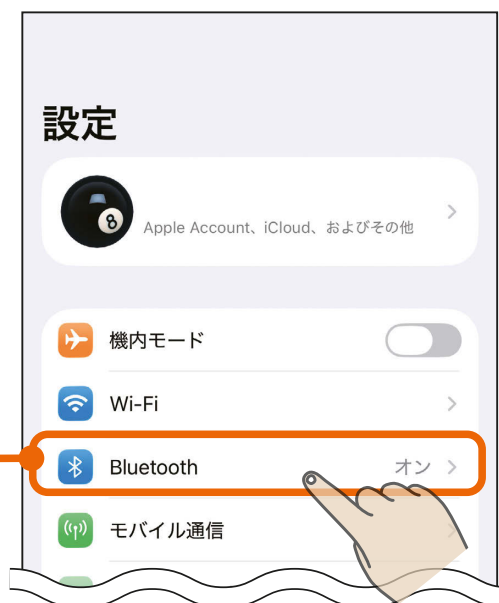 設定
8
Apple Account、iCloud、およびその他
機内モード
Wi-Fi
Bluetooth オン
モバイル通信